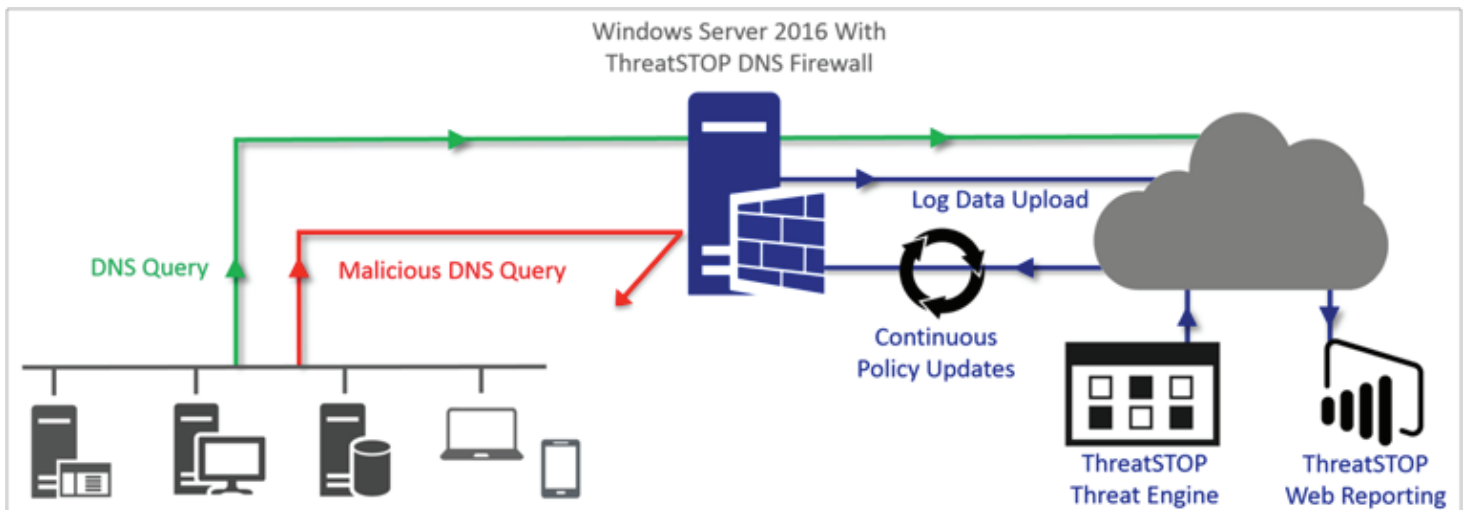 Windows Server 2016 With
ThreatSTOP DNS Firewall
Log Data Upload
DNS Query
Malicious DNS Query
Continuous
Policy Updates
ThreatSTOP
Threat Engine
ThreatSTOP
Web Reporting